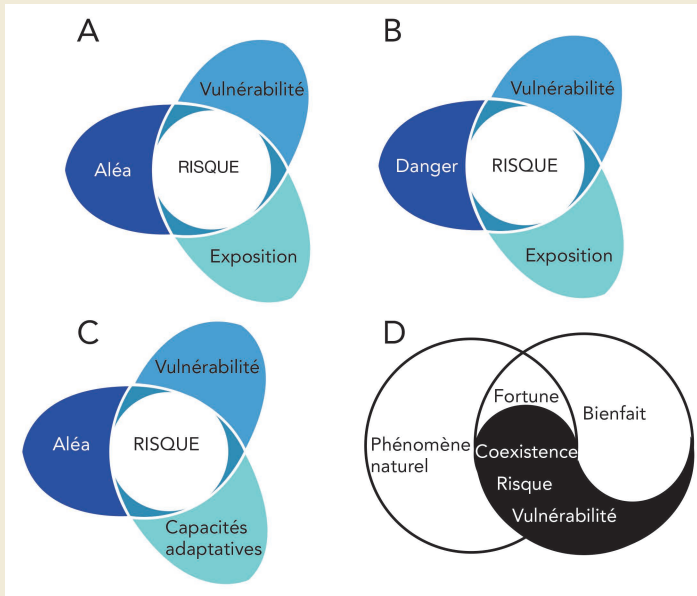 A
Vulnérabilité
Aléa
RISQUE
Exposition
B
Vulnérabilité
Danger
RISQUE
Exposition
C
Vulnérabilité
Aléa
RISQUE
Capacités
adaptatives
D
Fortune
Bienfait
Phénomène
naturel
Coexistence
Risque
Vulnérabilité